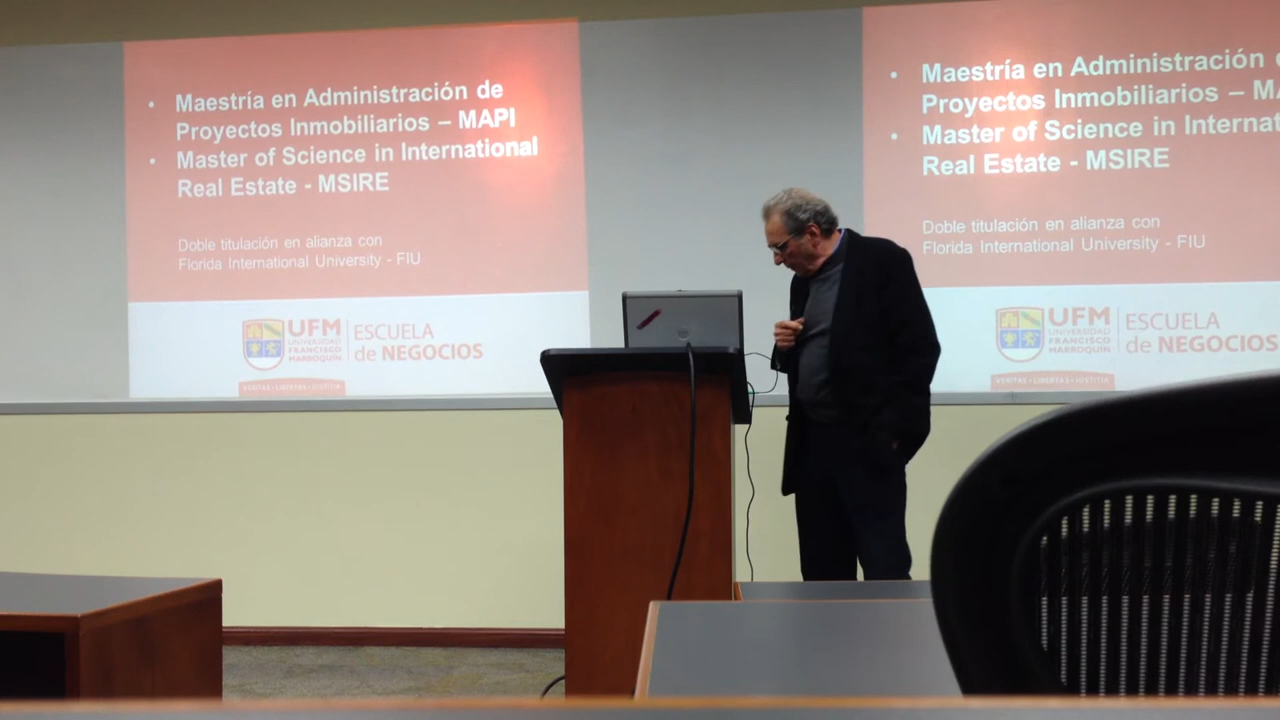 • Maestría en Administración de
Proyectos Inmobiliarios – MAPI
• Master of Science in International
Real Estate - MSIRE
Doble titulación en alianza con
Florida International University - FIU
UFM
UNIVERSIDAD
FRANCISCO
MARROQUÍN
ESCUELA
de NEGOCIOS
VERITAS • LIBERTAS • IUSTITIA
• Maestría en Administración
Proyectos Inmobiliarios –
• Master of Science in
Real Estate - MSIRE
Doble titulación en alianza con
Florida International University - FIU
UFM
UNIVERSIDAD
FRANCISCO
MARROQUÍN
ESCUELA
de NEGOCIOS
VERITAS • LIBERTAS • IUSTITIA